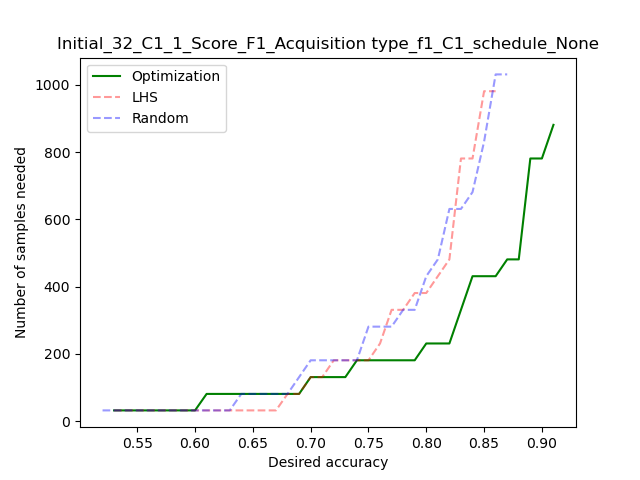 Initial_32_C1_1_Score_F1_Acquisition type_f1_C1_schedule_None
Optimization
LHS
Random
1000
800
600
400
200
0
Number of samples needed
0.55 0.60 0.65 0.70 0.75 0.80 0.85 0.90
Desired accuracy